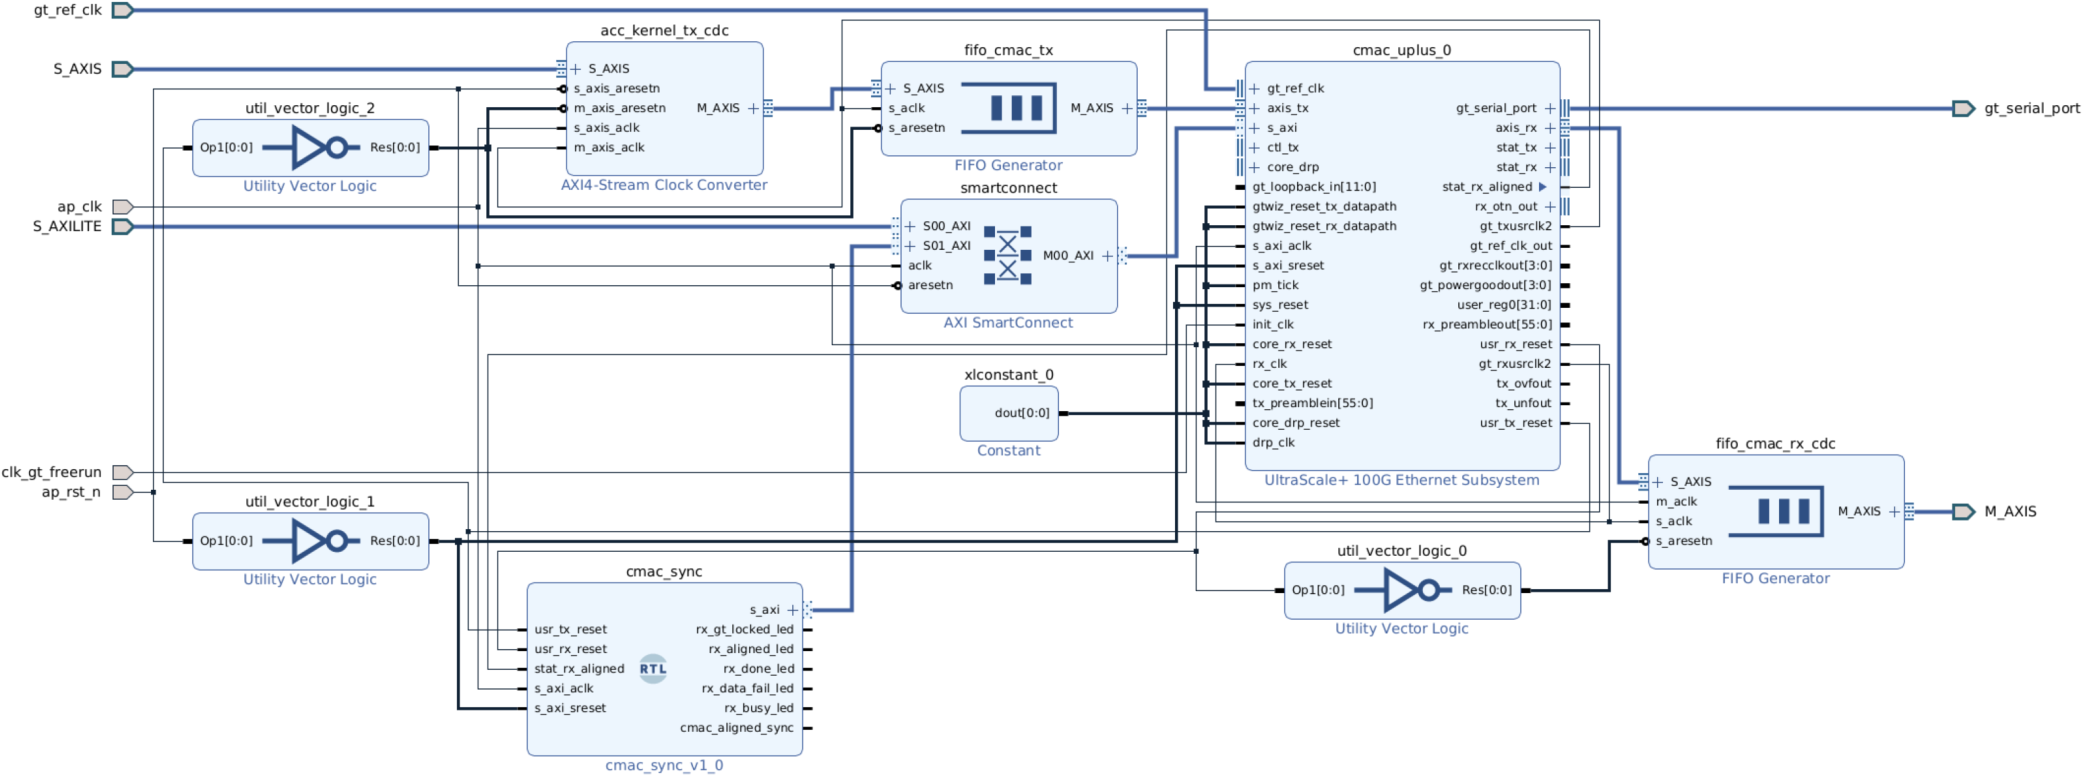 gt_ref_clk
S_AXIS
ap_clk
S_AXILITE
clk_gt_freerun
ap_rst_n
util_vector_logic_2
Op1[0:0]
Res[0:0]
Utility Vector Logic
util_vector_logic_1
Op1[0:0]
Res[0:0]
Utility Vector Logic
acc_kernel_tx_cdc
S_AXIS
s_axis_aresetn
m_axis_aresetn
s_axis_aclk
m_axis_aclk
M_AXIS
AXI4-Stream Clock Converter
fifo_cmac_tx
S_AXIS
s_aclk
s_aresetn
M_AXIS
FIFO Generator
smartconnect
S00_AXI
S01_AXI
aclk
aresetn
M00_AXI
AXI SmartConnect
xlconstant_0
dout[0:0]
Constant
cmac_sync
usr_tx_reset
usr_rx_reset
stat_rx_aligned
s_axi_aclk
s_axi_sreset
RTL
s_axi
rx_gt_locked_led
rx_aligned_led
rx_done_led
rx_data_fail_led
rx_busy_led
cmac_aligned_sync
cmac_sync_v1_0
cmac_uplus_0
gt_ref_clk
axis_tx
s_axi
ctl_tx
core_drp
gt_loopback_in[11:0]
gtwiz_reset_tx_datapath
gtwiz_reset_rx_datapath
s_axi_aclk
s_axi_sreset
pm_tick
sys_reset
init_clk
core_rx_reset
rx_clk
core_tx_reset
tx_preamblein[55:0]
core_drp_reset
drp_clk
gt_serial_port
axis_rx
stat_tx
stat_rx
stat_rx_aligned
rx_otn_out
gt_txusrclk2
gt_ref_clk_out
gt_rxrecclkout[3:0]
gt_powergoodout[3:0]
user_reg0[31:0]
rx_preambleout[55:0]
usr_rx_reset
gt_rxusrclk2
tx_ovfout
tx_unfout
usr_tx_reset
UltraScale+ 100G Ethernet Subsystem
util_vector_logic_0
Op1[0:0]
Res[0:0]
Utility Vector Logic
fifo_cmac_rx_cdc
S_AXIS
m_aclk
s_aclk
s_aresetn
M_AXIS
FIFO Generator
gt_serial_port
M_AXIS